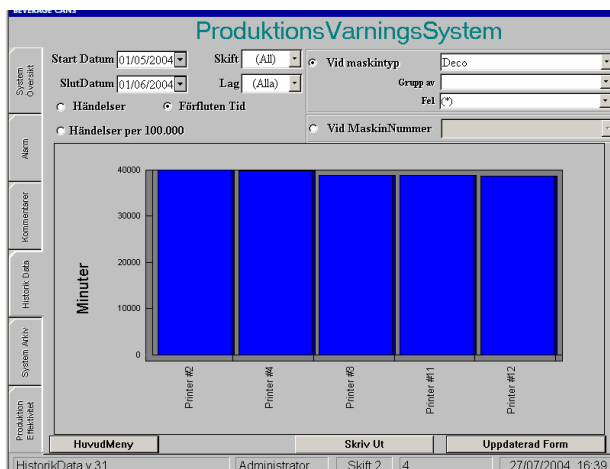 BEVERAGE CANS
ProduktionsVarningsSystem
Start Datum 01/05/2004 Skift (All) Vid maskintyp Deco
SlutDatum 01/06/2004 Lag (Alla) Grupp av
Fel (*)
Händelser Förfluten Tid
Händelser per 100.000 Vid MaskinNummer
System Översikt
Alarm
Kommentarer
Historik Data
System Arkiv
Produktion Effektivitet
Minuter
40000
30000
20000
10000
0
Printer #2
Printer #4
Printer #3
Printer #11
Printer #12
HuvudMeny Skriv Ut Uppdaterad Form
HistorikData v 31 Administrator Skift 2 4 27/07/2004 16:39